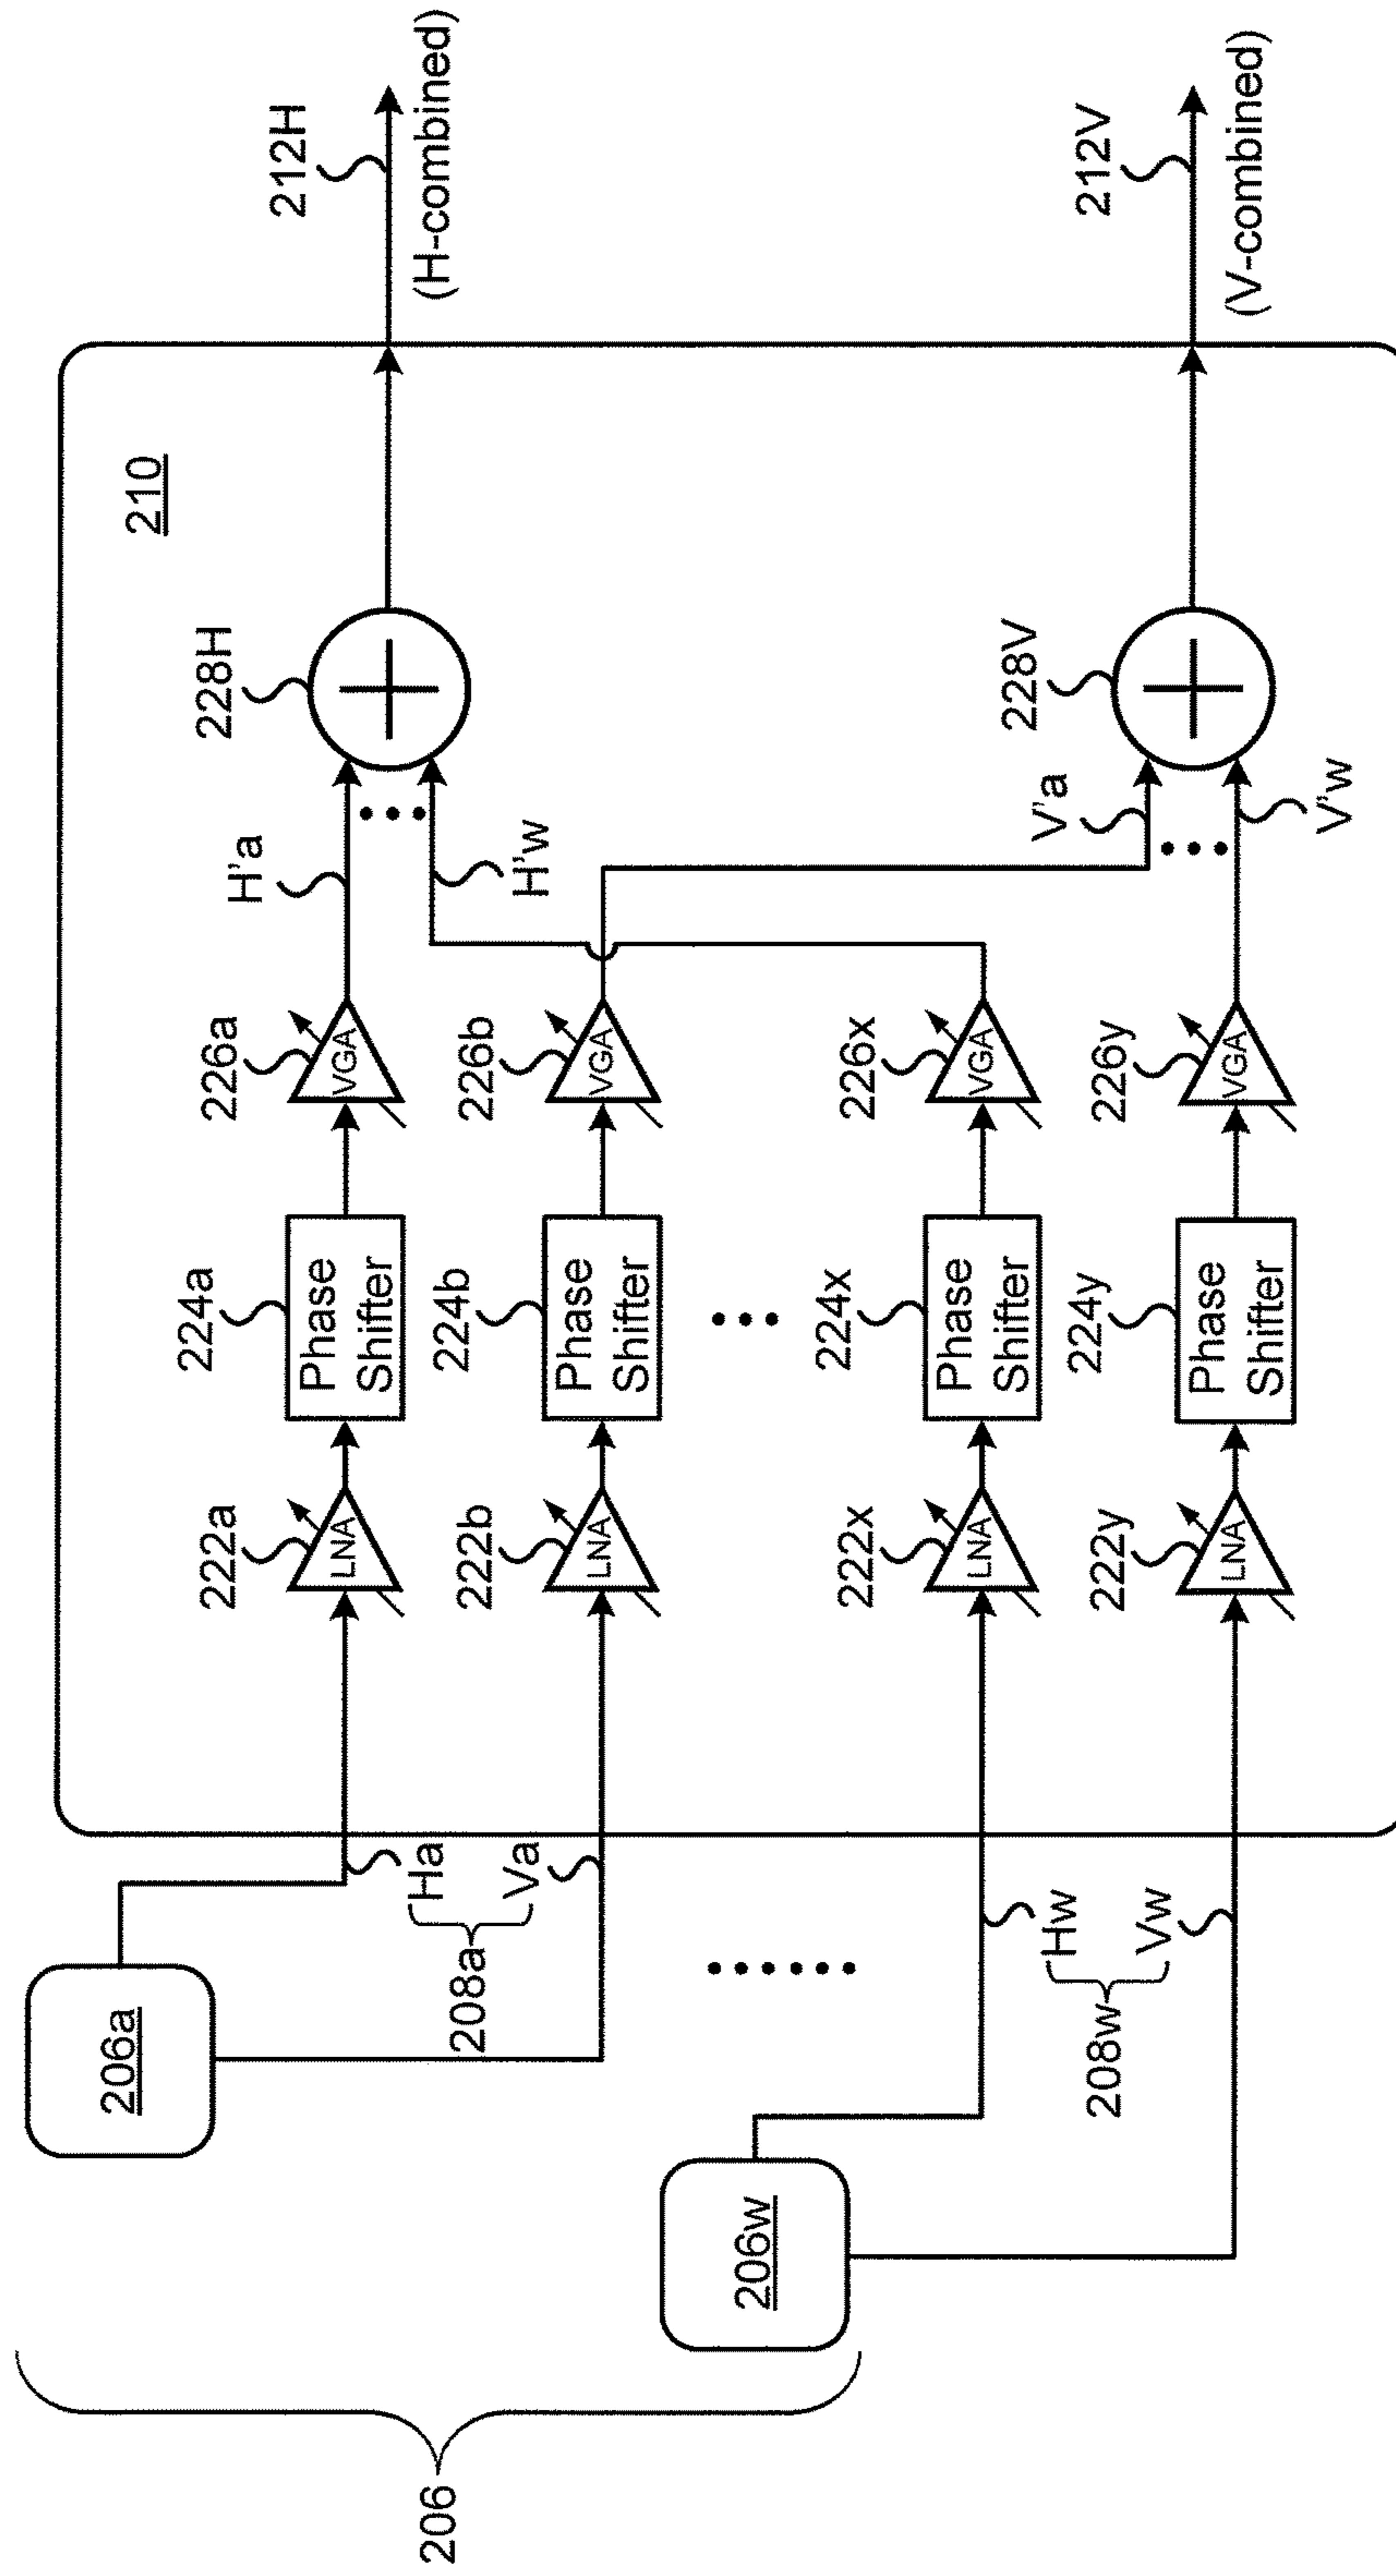 206
206a
206w
Ha
Va
208a
Hw
Vw
208w
210
222a
LNA
224a
Phase
Shifter
226a
VGA
H'a
222b
LNA
224b
Phase
Shifter
226b
VGA
H'w
222x
LNA
224x
Phase
Shifter
226x
VGA
V'a
222y
LNA
224y
Phase
Shifter
226y
VGA
V'w
228H
228V
212H
(H-combined)
212V
(V-combined)